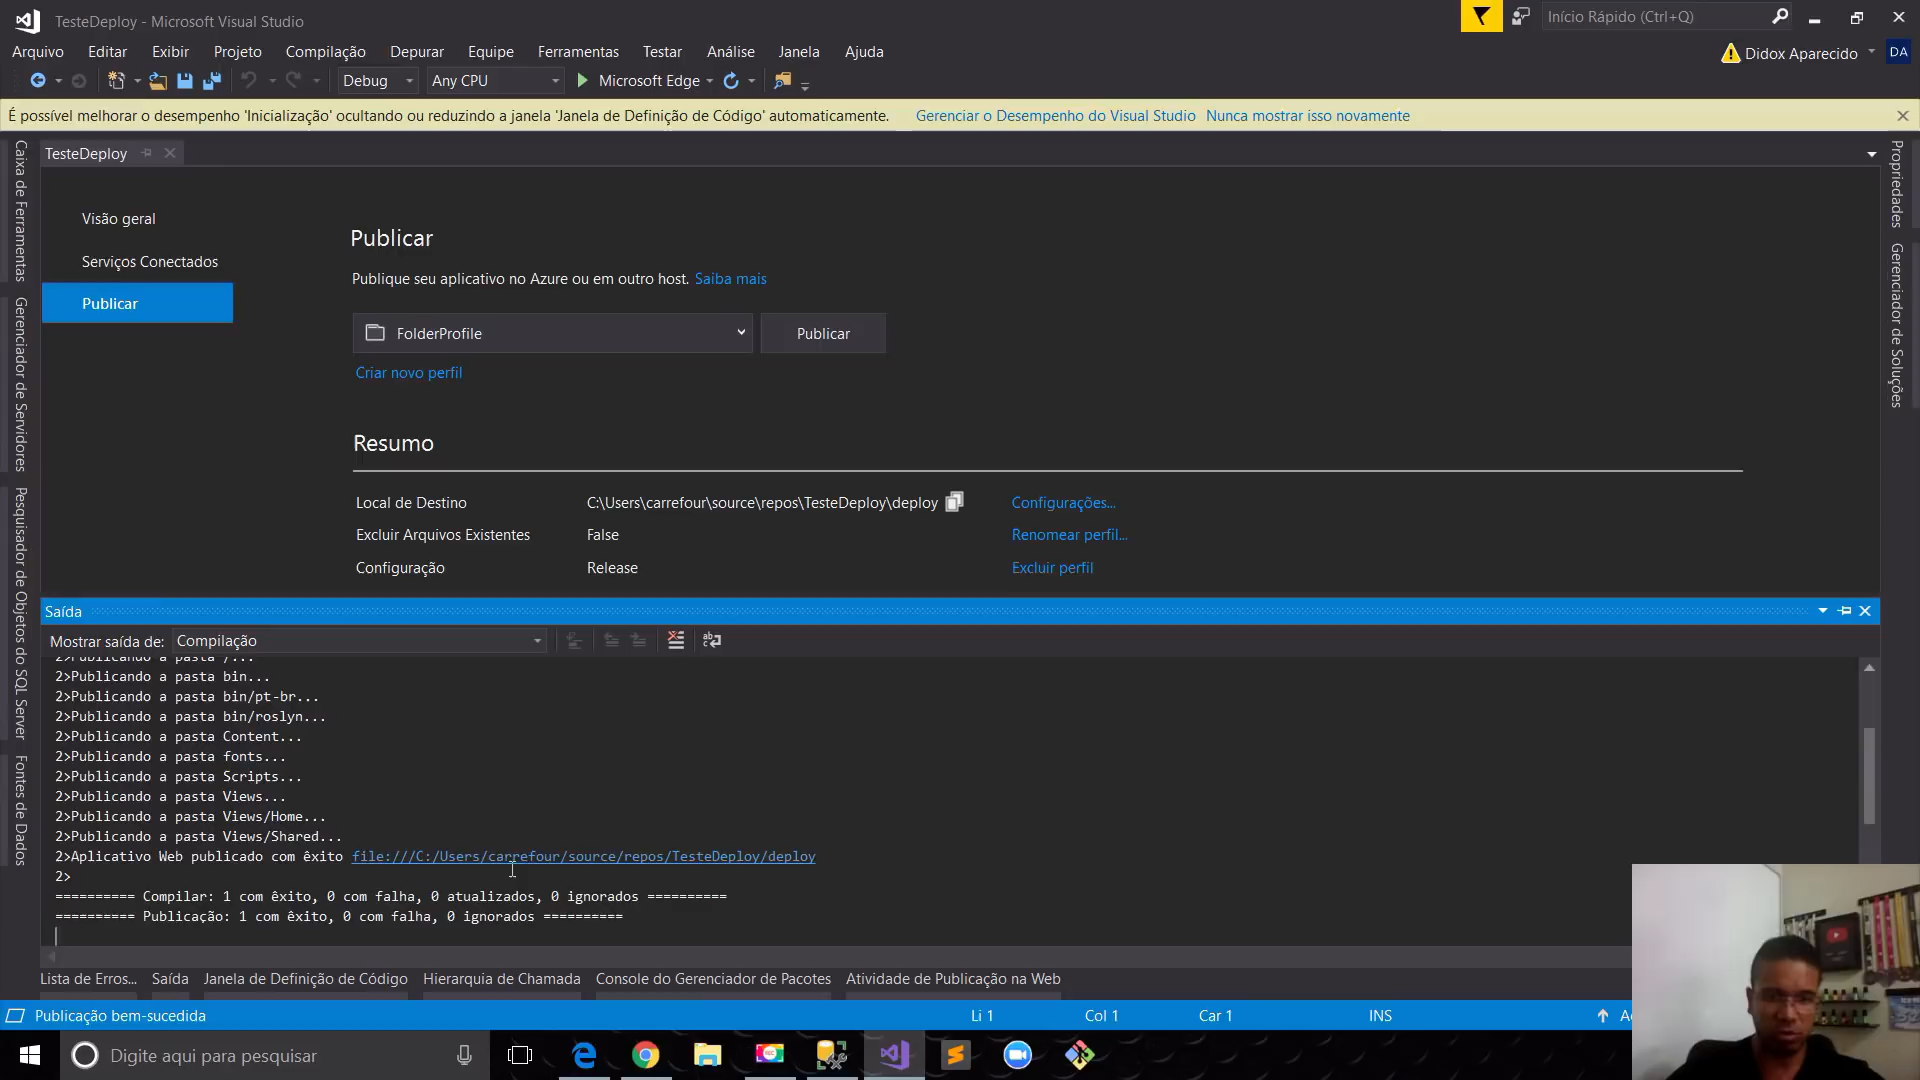 TesteDeploy - Microsoft Visual Studio
Início Rápido (Ctrl+Q)
Arquivo Editar Exibir Projeto Compilação Depurar Equipe Ferramentas Testar Análise Janela Ajuda
Didox Aparecido DA
Debug Any CPU Microsoft Edge
É possível melhorar o desempenho 'Inicialização' ocultando ou reduzindo a janela 'Janela de Definição de Código' automaticamente. Gerenciar o Desempenho do Visual Studio Nunca mostrar isso novamente
Caixa de Ferramentas
Gerenciador de Servidores
Pesquisador de Objetos do SQL Server
Fontes de Dados
TesteDeploy
Visão geral
Serviços Conectados
Publicar
Publicar
Publique seu aplicativo no Azure ou em outro host. Saiba mais
FolderProfile Publicar
Criar novo perfil
Resumo
Local de Destino C:\Users\carrefour\source\repos\TesteDeploy\deploy Configurações...
Excluir Arquivos Existentes False Renomear perfil...
Configuração Release Excluir perfil
Propriedades
Gerenciador de Soluções
Saída
Mostrar saída de: Compilação
2>Publicando a pasta /...
2>Publicando a pasta bin...
2>Publicando a pasta bin/pt-br...
2>Publicando a pasta bin/roslyn...
2>Publicando a pasta Content...
2>Publicando a pasta fonts...
2>Publicando a pasta Scripts...
2>Publicando a pasta Views...
2>Publicando a pasta Views/Home...
2>Publicando a pasta Views/Shared...
2>Aplicativo Web publicado com êxito file:///C:/Users/carrefour/source/repos/TesteDeploy/deploy
2>
========== Compilar: 1 com êxito, 0 com falha, 0 atualizados, 0 ignorados ==========
========== Publicação: 1 com êxito, 0 com falha, 0 ignorados ==========
Lista de Erros... Saída Janela de Definição de Código Hierarquia de Chamada Console do Gerenciador de Pacotes Atividade de Publicação na Web
Publicação bem-sucedida Li 1 Col 1 Car 1 INS
Digite aqui para pesquisar